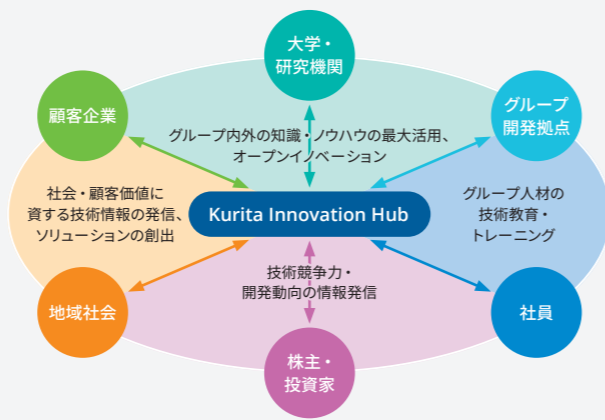 大学・
研究機関
顧客企業
グループ
開発拠点
グループ内外の知識・ノウハウの最大活用、
オープンイノベーション
社会・顧客価値に
資する技術情報の発信、
ソリューションの創出
Kurita Innovation Hub
グループ人材の
技術教育・
トレーニング
技術競争力・
開発動向の情報発信
地域社会
社員
株主・
投資家